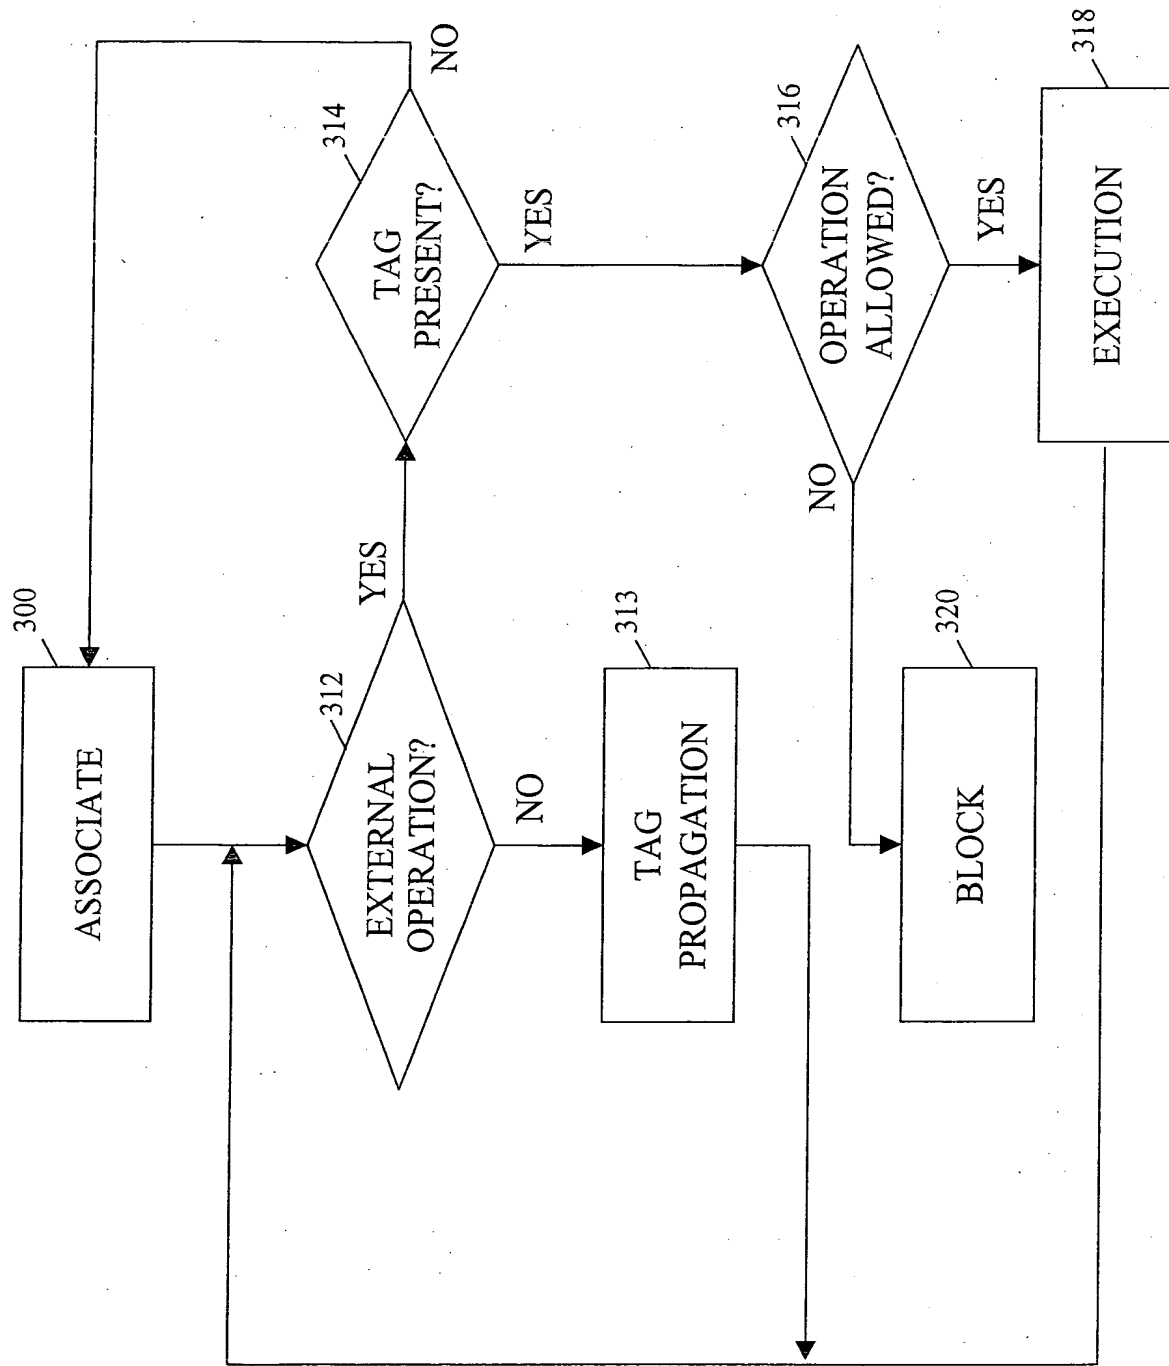 300
ASSOCIATE
312
EXTERNAL
OPERATION?
YES
314
TAG
PRESENT?
NO
NO
YES
313
TAG
PROPAGATION
316
OPERATION
ALLOWED?
NO
YES
320
BLOCK
318
EXECUTION